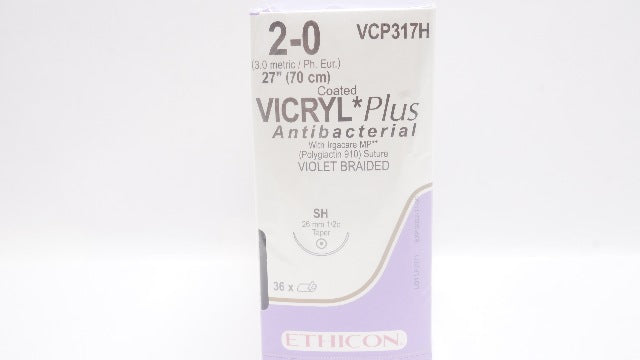 2-0
VCP317H
(3.0 metric / Ph. Eur.)
27" (70 cm)
Coated
VICRYL*Plus
Antibacterial
With Irgacare MP**
(Polyglactin 910) Suture
VIOLET BRAIDED
SH
26 mm 1/2c
Taper
36 x
ETHICON